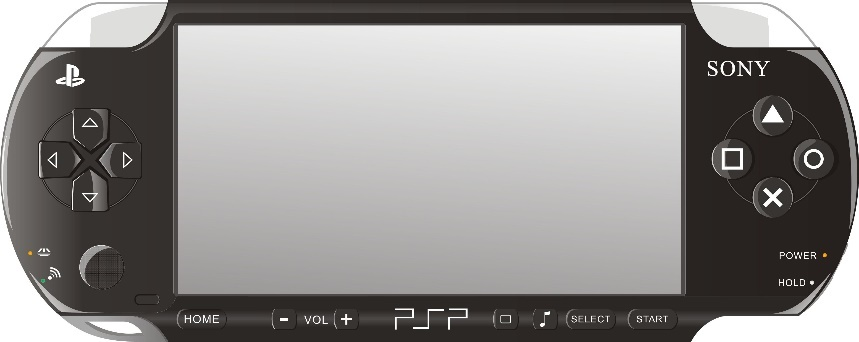 SONY
POWER
HOLD
HOME - VOL + PSP SELECT START